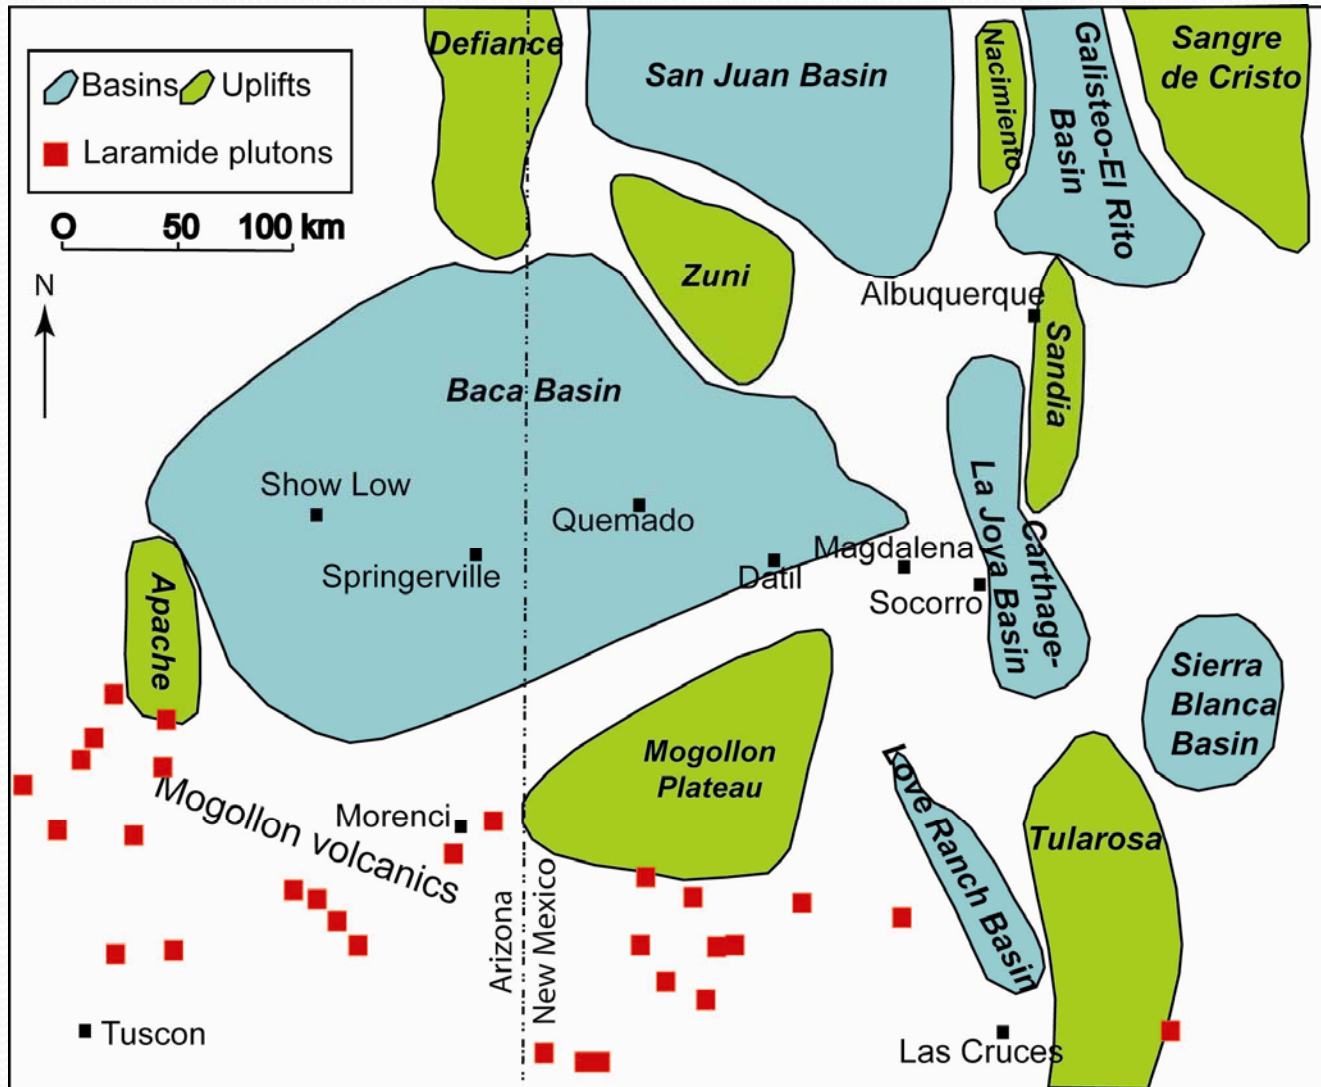 Defiance
San Juan Basin
Nacimiento
Galisteo-El Rito
Basin
Sangre
de Cristo
Basins Uplifts
Laramide plutons
0 50 100 km
N
Zuni
Albuquerque
Sandia
Baca Basin
Show Low
Quemado
Springerville
Datil
Magdalena
Socorro
Carthage-
La Joya Basin
Apache
Sierra
Blanca
Basin
Mogollon
Plateau
Love Ranch Basin
Tularosa
Morenci
Mogollon volcanics
Arizona
New Mexico
Tuscon
Las Cruces